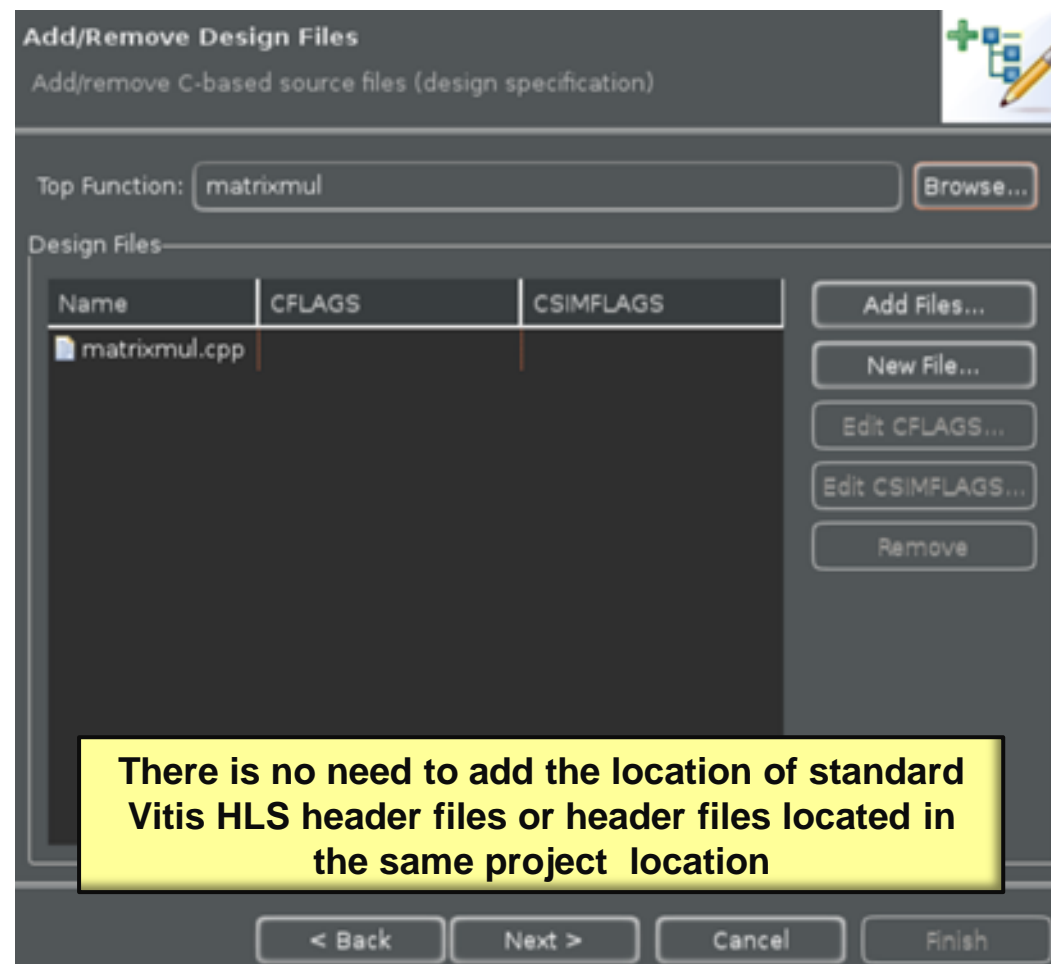 Add/Remove Design Files
Add/remove C-based source files (design specification)
Top Function: matrixmul Browse...
Design Files
Name CFLAGS CSIMFLAGS Add Files...
matrixmul.cpp New File...
Edit CFLAGS...
Edit CSIMFLAGS...
Remove
There is no need to add the location of standard
Vitis HLS header files or header files located in
the same project location
< Back Next > Cancel Finish